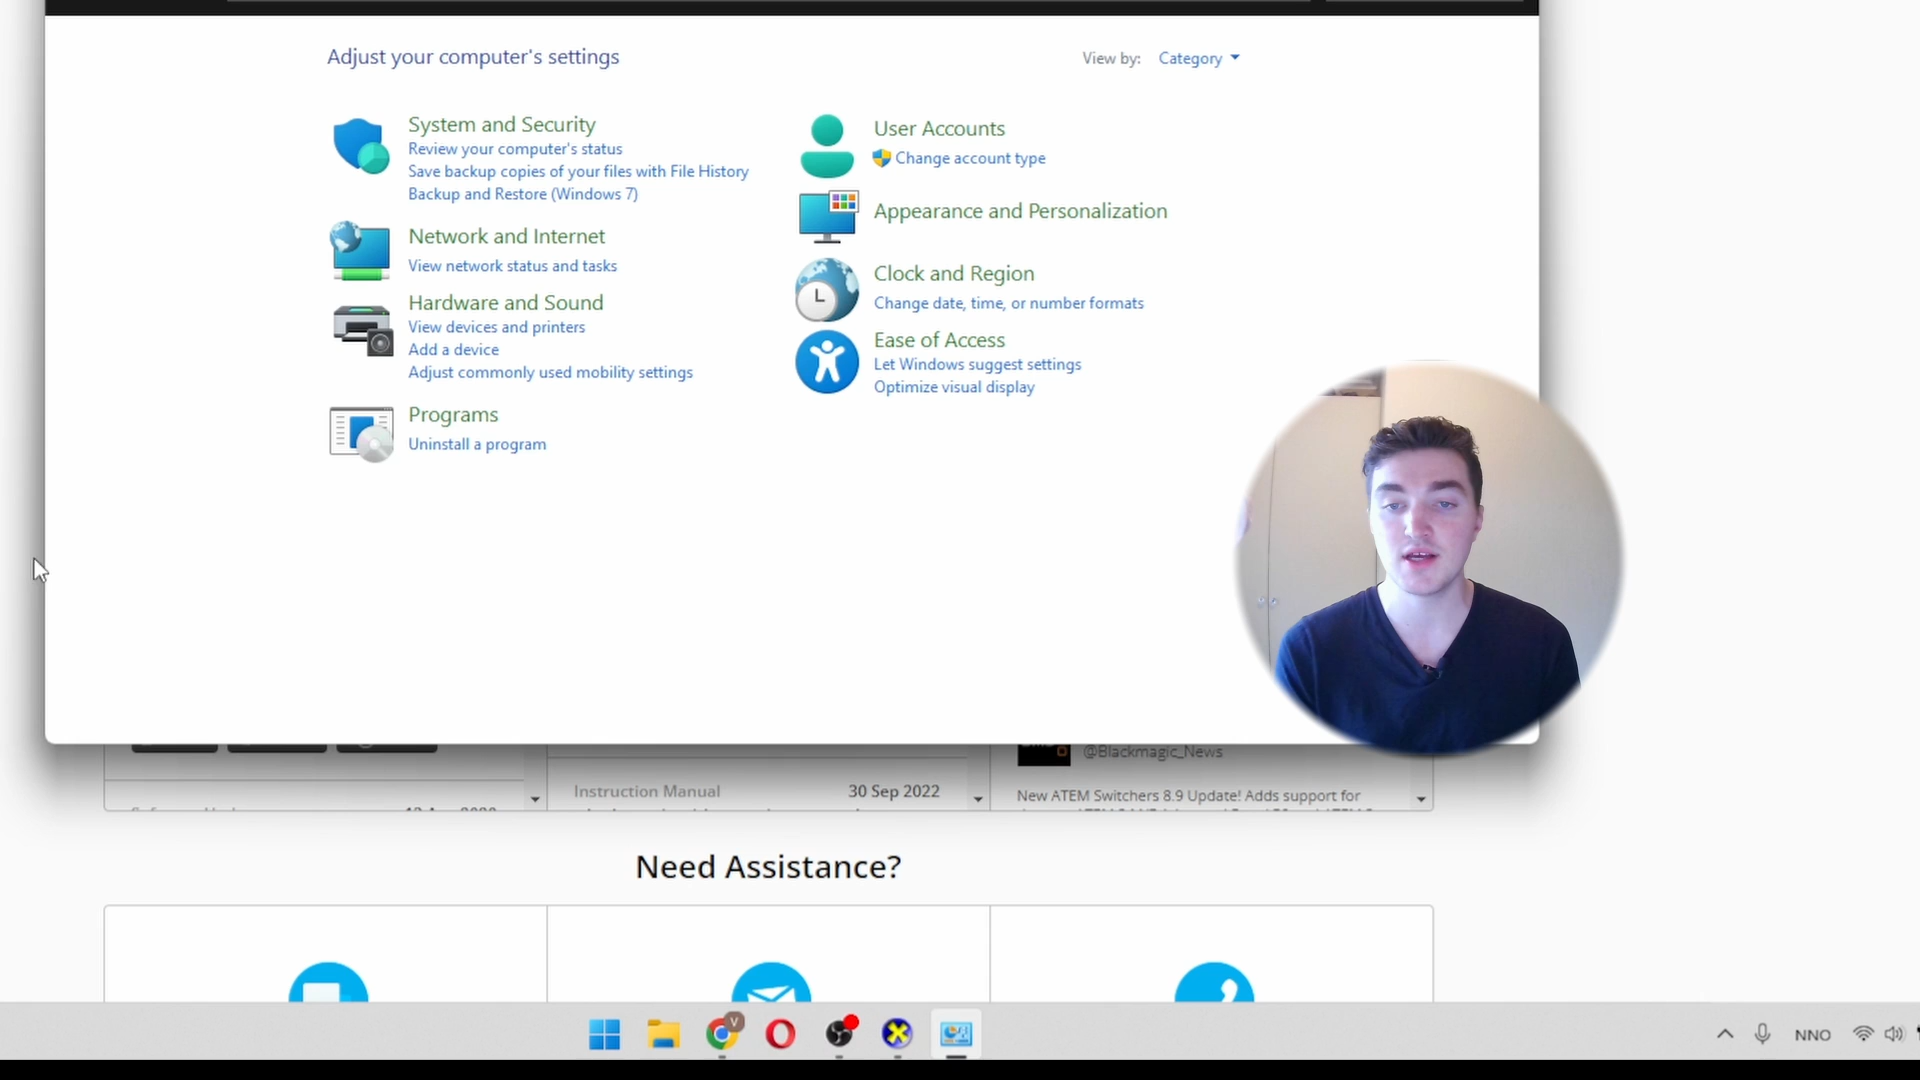 Adjust your computer's settings
View by: Category
System and Security
Review your computer's status
Save backup copies of your files with File History
Backup and Restore (Windows 7)
Network and Internet
View network status and tasks
Hardware and Sound
View devices and printers
Add a device
Adjust commonly used mobility settings
Programs
Uninstall a program
User Accounts
Change account type
Appearance and Personalization
Clock and Region
Change date, time, or number formats
Ease of Access
Let Windows suggest settings
Optimize visual display
Instruction Manual 30 Sep 2022
@Blackmagic_News
New ATEM Switchers 8.9 Update! Adds support for
Need Assistance?
V
NNO